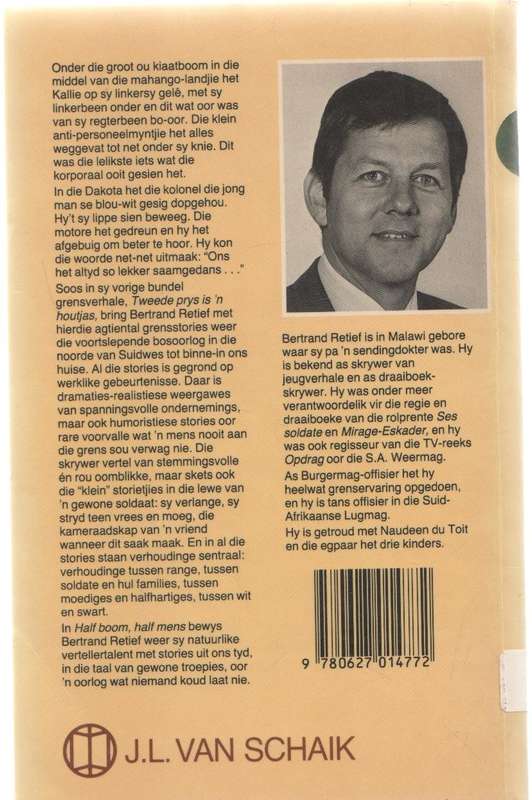 Onder die groot ou kiaatboom in die
middel van die mahango-landjie het
Kallie op sy linkersy gelê, met sy
linkerbeen onder en dit wat oor was
van sy regterbeen bo-oor. Die klein
anti-personeelmyntjie het alles
weggevat tot net onder sy knie. Dit
was die lelikste iets wat die
korporaal ooit gesien het.
In die Dakota het die kolonel die jong
man se blou-wit gesig dopgehou.
Hy't sy lippe sien beweeg. Die
motore het gedreun en hy het
afgebuig om beter te hoor. Hy kon
die woorde net-net uitmaak: “Ons
het altyd so lekker saamgedans . . .”
Soos in sy vorige bundel
grensverhale, Tweede prys is 'n
houtjas, bring Bertrand Retief met
hierdie agtiental grensstories weer
die voortslepende bosoorlog in die
noorde van Suidwes tot binne-in ons
huise. Al die stories is gegrond op
werklike gebeurtenisse. Daar is
dramaties-realistiese weergawes
van spanningsvolle ondernemings,
maar ook humoristiese stories oor
rare voorvalle wat 'n mens nooit aan
die grens sou verwag nie. Die
skrywer vertel van stemmingsvolle
én rou oomblikke, maar skets ook
die “klein” storietjies in die lewe van
'n gewone soldaat: sy verlange, sy
stryd teen vrees en moeg, die
kameraadskap van 'n vriend
wanneer dit saak maak. En in al die
stories staan verhoudinge sentraal:
verhoudinge tussen range, tussen
soldate en hul families, tussen
moediges en halfhartiges, tussen wit
en swart.
In Half boom, half mens bewys
Bertrand Retief weer sy natuurlike
vertellertalent met stories uit ons tyd,
in die taal van gewone troepies, oor
'n oorlog wat niemand koud laat nie.
Bertrand Retief is in Malawi gebore
waar sy pa 'n sendingdokter was. Hy
is bekend as skrywer van
jeugverhale en as draaiboek-
skrywer. Hy was onder meer
verantwoordelik vir die regie en
draaiboeke van die rolprente Ses
soldate en Mirage-Eskader, en hy
was ook regisseur van die TV-reeks
Opdrag oor die S.A. Weermag.
As Burgermag-offisier het hy
heelwat grenservaring opgedoen,
en hy is tans offisier in die Suid-
Afrikaanse Lugmag.
Hy is getroud met Naudeen du Toit
en die egpaar het drie kinders.
9 780627 014772
J.L. VAN SCHAIK